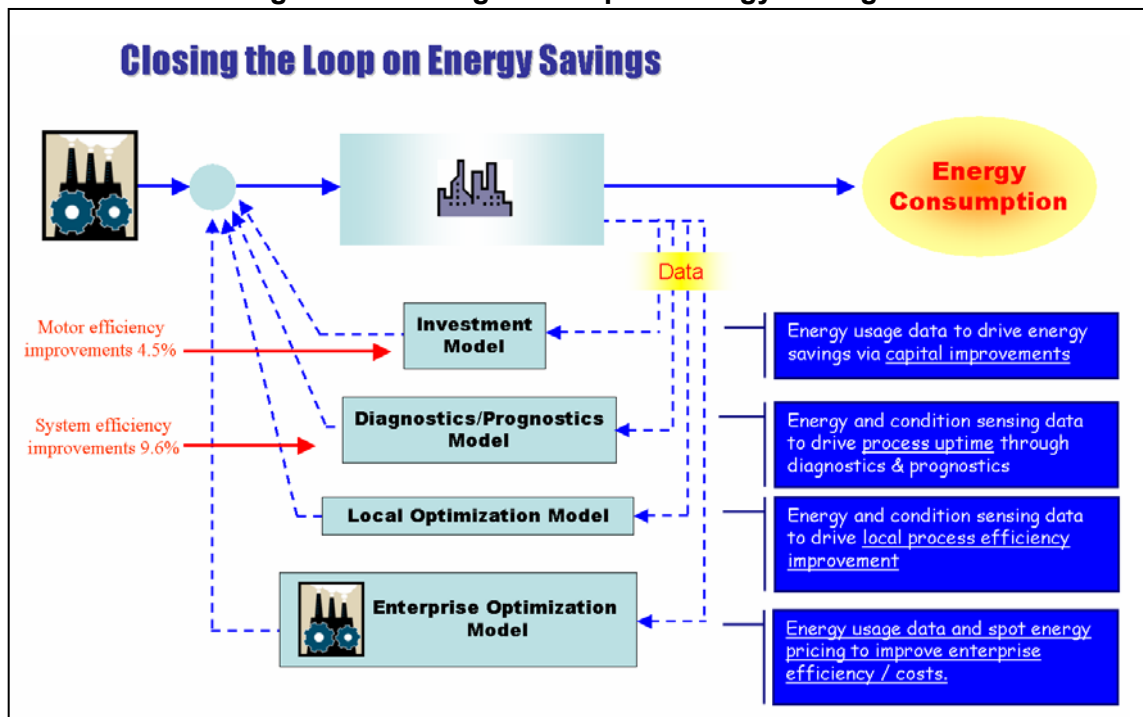 Closing the Loop on Energy Savings
Energy
Consumption
Data
Motor efficiency
improvements 4.5%
Investment
Model
Energy usage data to drive energy
savings via capital improvements
System efficiency
improvements 9.6%
Diagnostics/Prognostics
Model
Energy and condition sensing data
to drive process uptime through
diagnostics & prognostics
Local Optimization Model
Energy and condition sensing data
to drive local process efficiency
improvement
Enterprise Optimization
Model
Energy usage data and spot energy
pricing to improve enterprise
efficiency / costs.